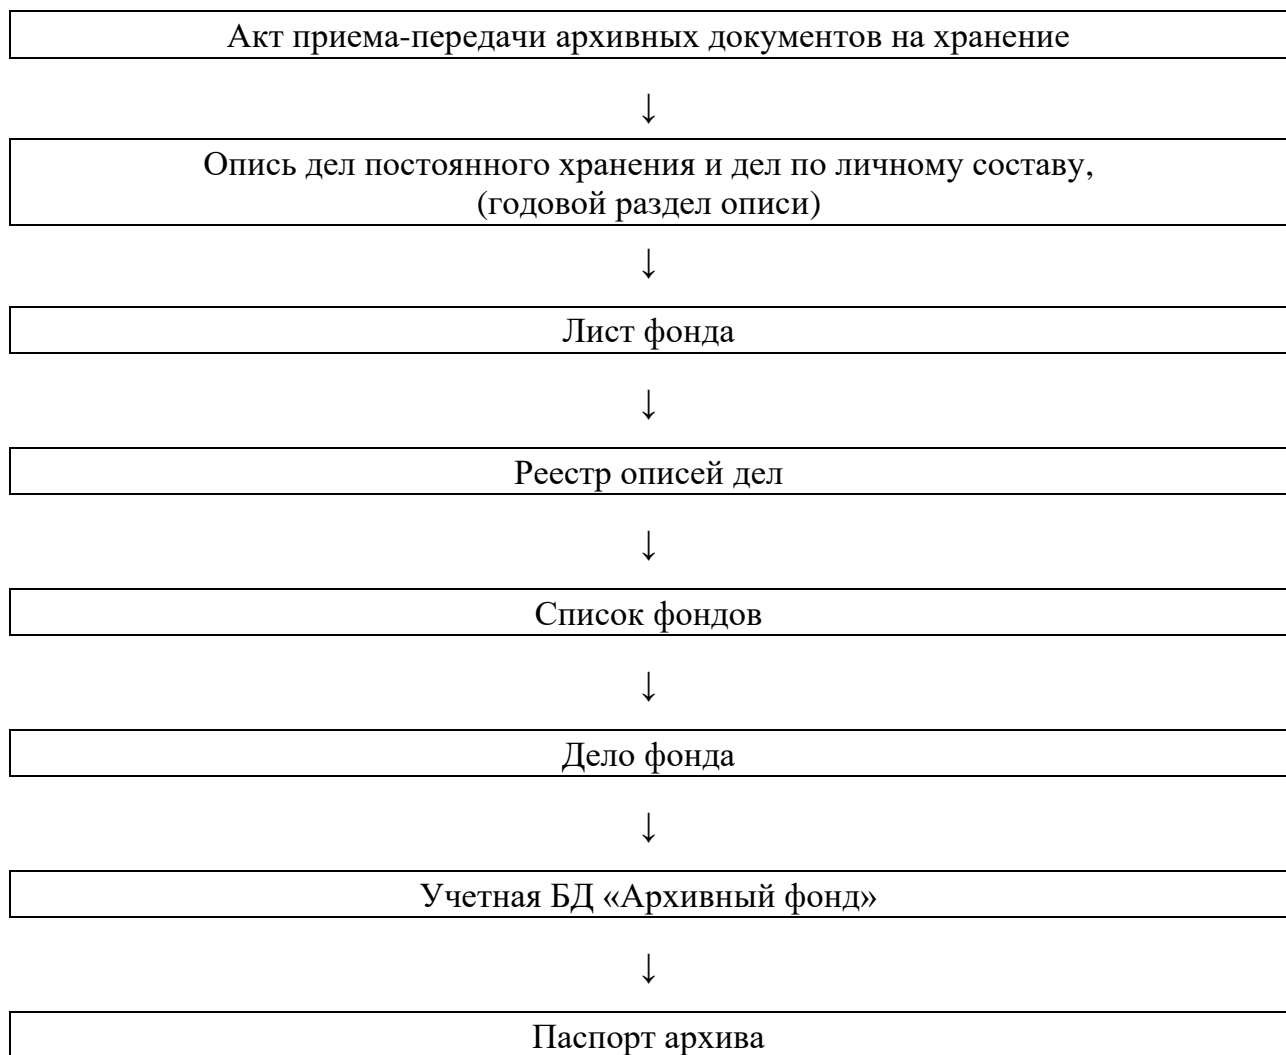 Акт приема-передачи архивных документов на хранение
↓
Опись дел постоянного хранения и дел по личному составу,
(годовой раздел описи)
↓
Лист фонда
↓
Реестр описей дел
↓
Список фондов
↓
Дело фонда
↓
Учетная БД «Архивный фонд»
↓
Паспорт архива